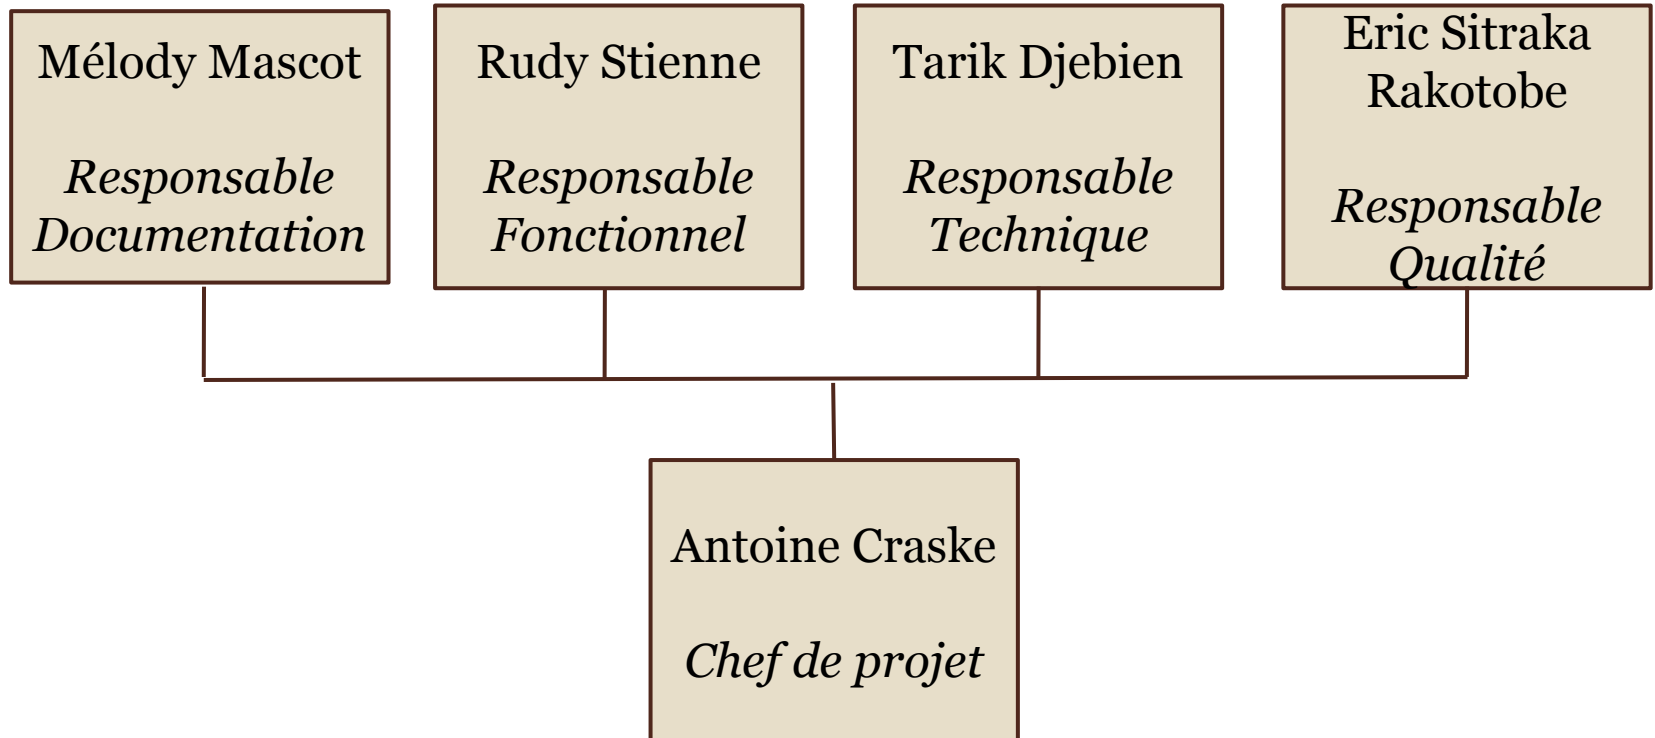 Mélody Mascot
Responsable
Documentation
Rudy Stienne
Responsable
Fonctionnel
Tarik Djebien
Responsable
Technique
Eric Sitraka
Rakotobe
Responsable
Qualité
Antoine Craske
Chef de projet